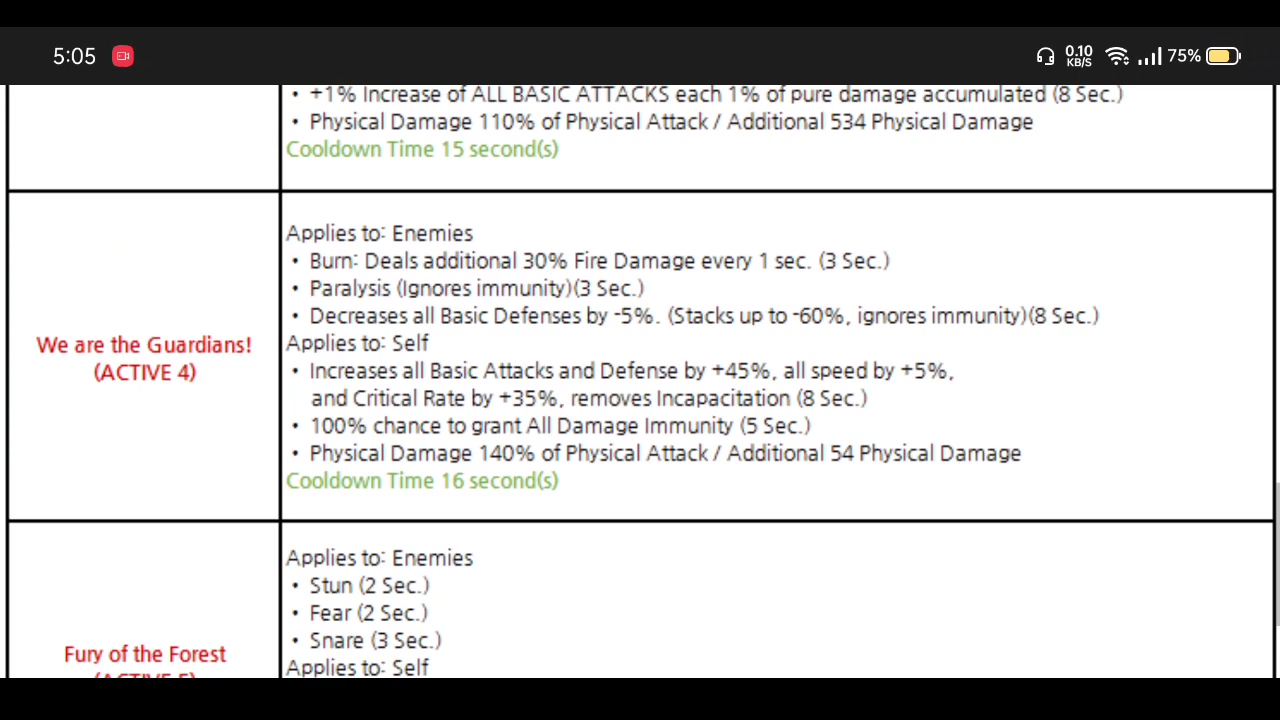 5:05
0.10
KB/S
75%
• +1% Increase of ALL BASIC ATTACKS each 1% of pure damage accumulated (8 Sec.)
• Physical Damage 110% of Physical Attack / Additional 534 Physical Damage
Cooldown Time 15 second(s)
We are the Guardians!
(ACTIVE 4)
Applies to: Enemies
• Burn: Deals additional 30% Fire Damage every 1 sec. (3 Sec.)
• Paralysis (Ignores immunity)(3 Sec.)
• Decreases all Basic Defenses by -5%. (Stacks up to -60%, ignores immunity)(8 Sec.)
Applies to: Self
• Increases all Basic Attacks and Defense by +45%, all speed by +5%,
and Critical Rate by +35%, removes Incapacitation (8 Sec.)
• 100% chance to grant All Damage Immunity (5 Sec.)
• Physical Damage 140% of Physical Attack / Additional 54 Physical Damage
Cooldown Time 16 second(s)
Fury of the Forest
(ACTIVE 5)
Applies to: Enemies
• Stun (2 Sec.)
• Fear (2 Sec.)
• Snare (3 Sec.)
Applies to: Self